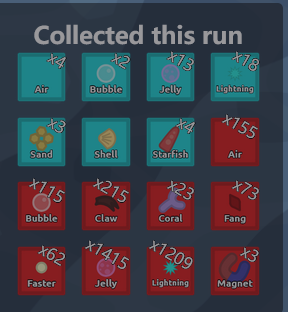 Collected this run
x4 x2 x13 x18
Air Bubble Jelly Lightning
x3 x4 x155
Sand Shell Starfish Air
x115 x215 x23 x73
Bubble Claw Coral Fang
x62 x1415 x1209 x3
Faster Jelly Lightning Magnet